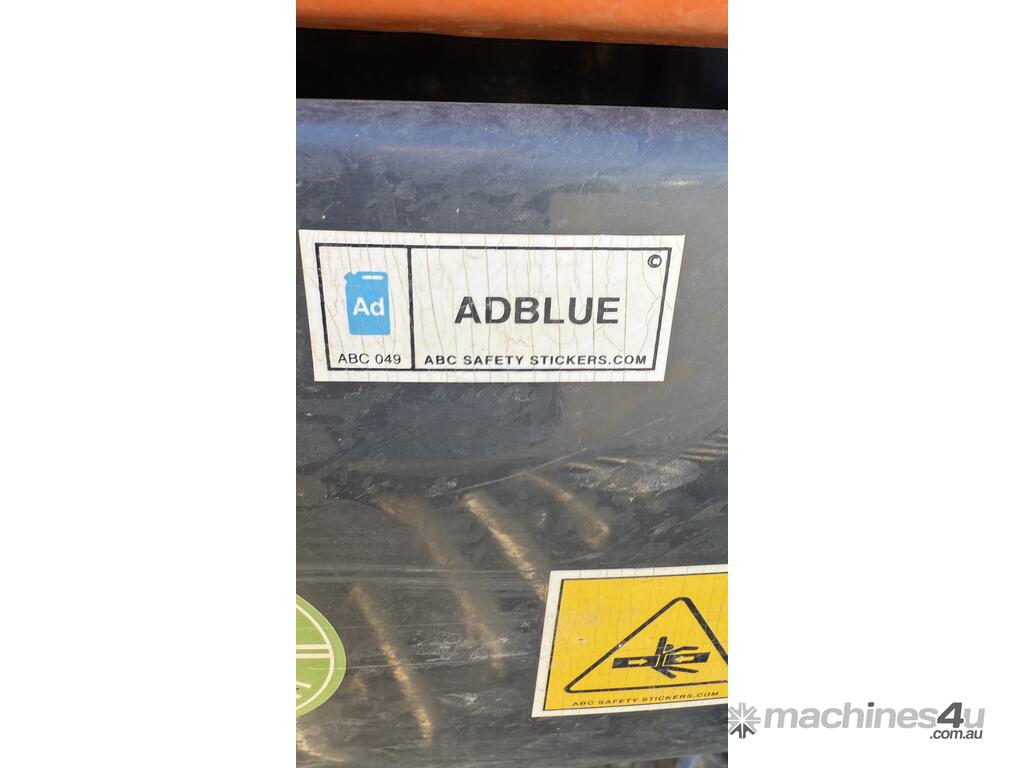 ©
Ad
ADBLUE
ABC 049
ABC SAFETY STICKERS.COM
ABC SAFETY STICKERS.COM
machines4u
.com.au